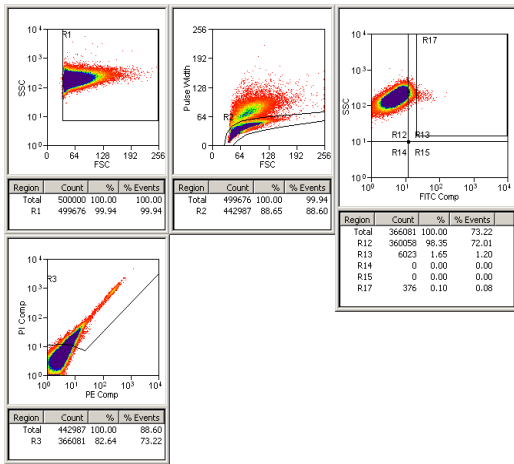 R1
10⁴
10³
10²
10¹
10⁰
SSC
0 64 128 192 256
FSC
Region Count % % Events
Total 500000 100.00 100.00
R1 499676 99.94 99.94
256
192
128
64
0
Pulse Width
R2
0 64 128 192 256
FSC
Region Count % % Events
Total 499676 100.00 99.94
R2 442987 88.65 88.60
R17
10⁴
10³
10²
10¹
10⁰
SSC
R12 R13
R14 R15
10⁰ 10¹ 10² 10³ 10⁴
FITC Comp
Region Count % % Events
Total 366081 100.00 73.22
R12 360058 98.35 72.01
R13 6023 1.65 1.20
R14 0 0.00 0.00
R15 0 0.00 0.00
R17 376 0.10 0.08
R3
10⁴
10³
10²
10¹
10⁰
PI Comp
10⁰ 10¹ 10² 10³ 10⁴
PE Comp
Region Count % % Events
Total 442987 100.00 88.60
R3 366081 82.64 73.22